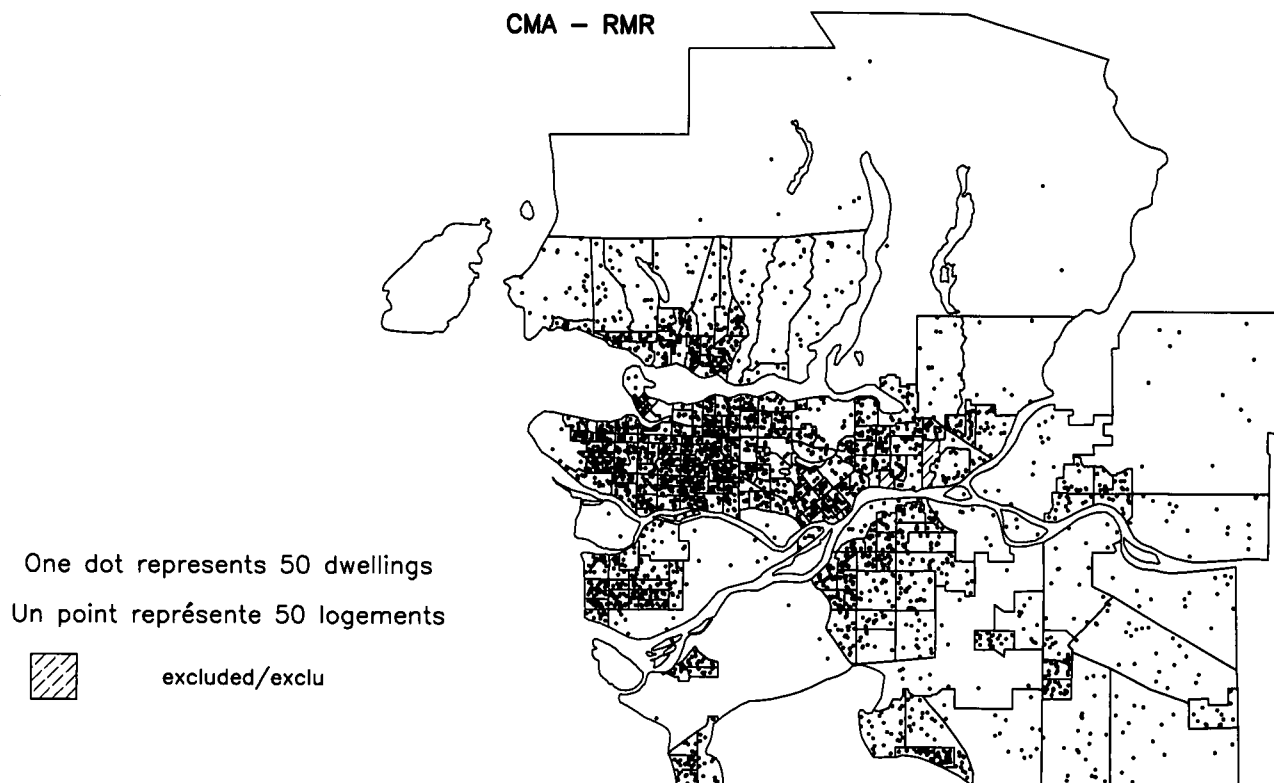 CMA – RMR
One dot represents 50 dwellings
Un point représente 50 logements
excluded/exclu